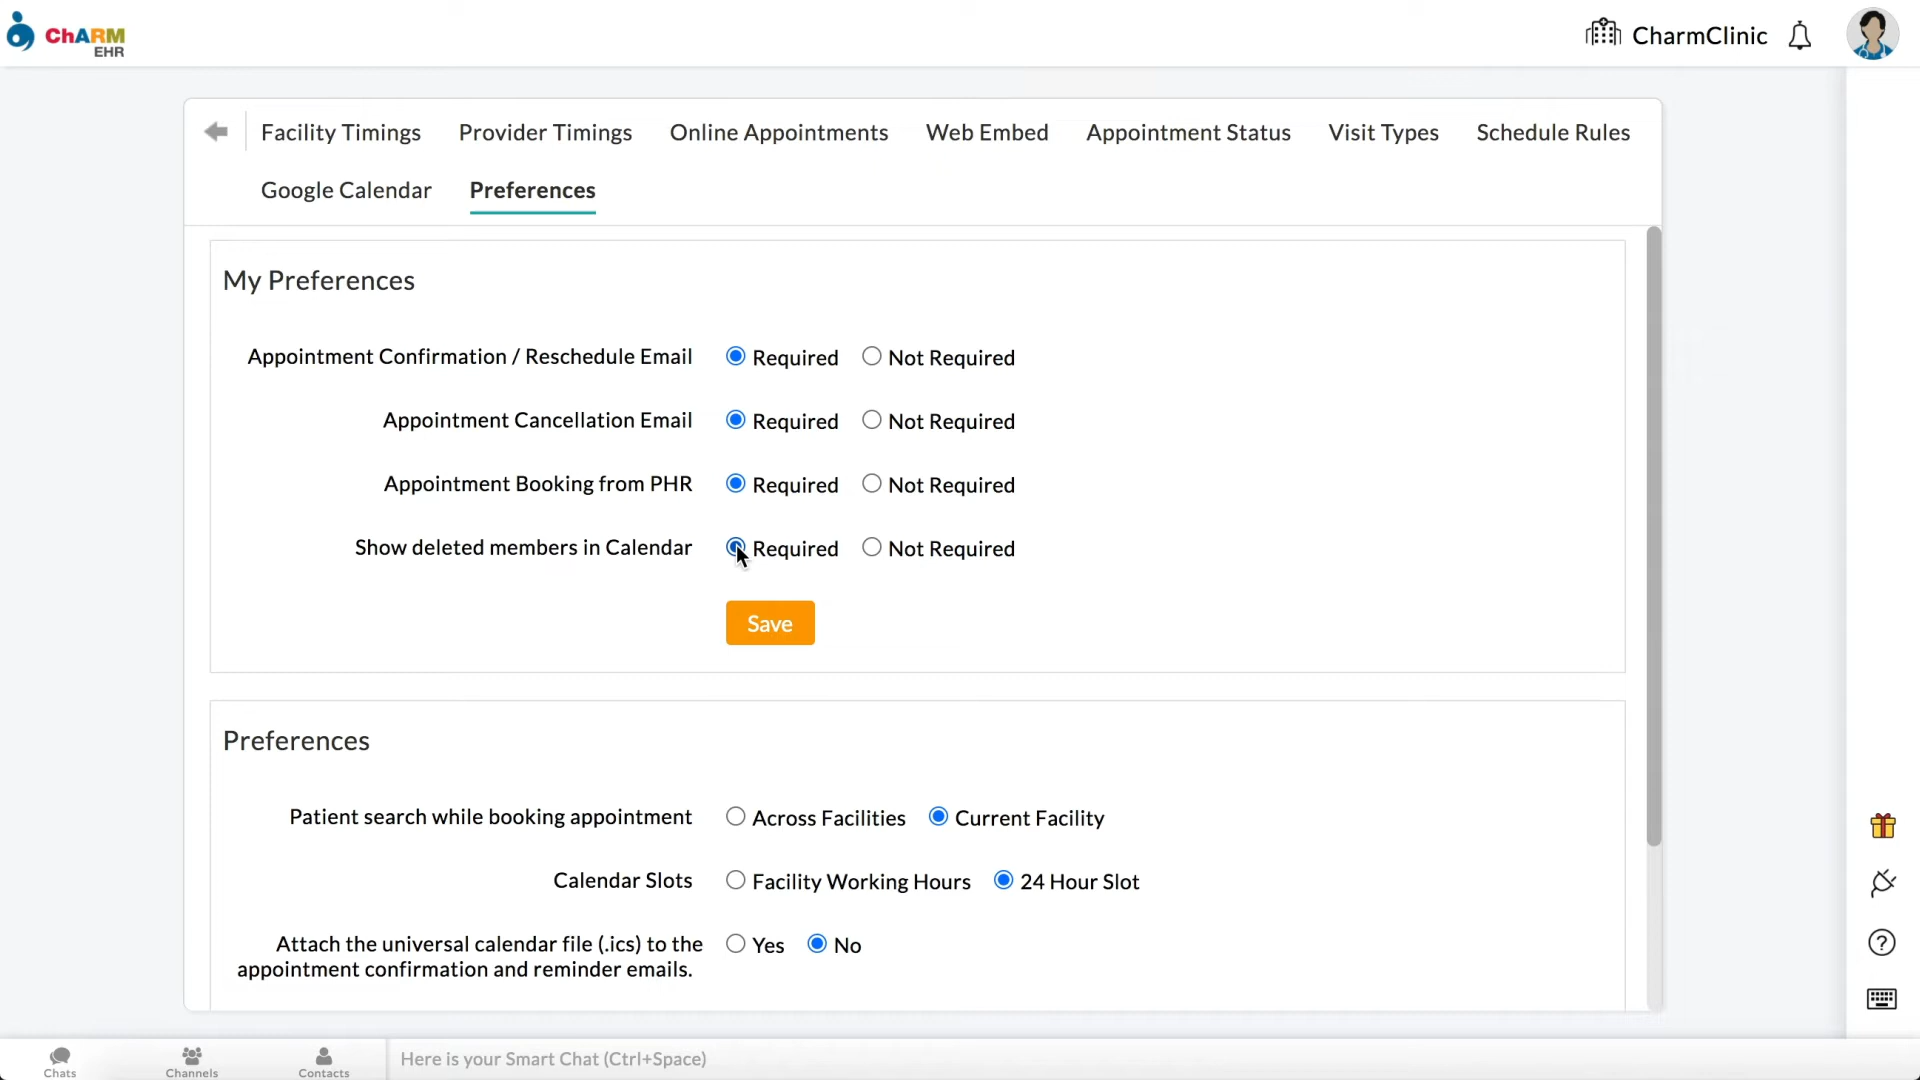 ChARM
EHR
CharmClinic
Facility Timings Provider Timings Online Appointments Web Embed Appointment Status Visit Types Schedule Rules
Google Calendar Preferences
My Preferences
Appointment Confirmation / Reschedule Email Required Not Required
Appointment Cancellation Email Required Not Required
Appointment Booking from PHR Required Not Required
Show deleted members in Calendar Required Not Required
Save
Preferences
Patient search while booking appointment Across Facilities Current Facility
Calendar Slots Facility Working Hours 24 Hour Slot
Attach the universal calendar file (.ics) to the Yes No
appointment confirmation and reminder emails.
Chats Channels Contacts Here is your Smart Chat (Ctrl+Space)